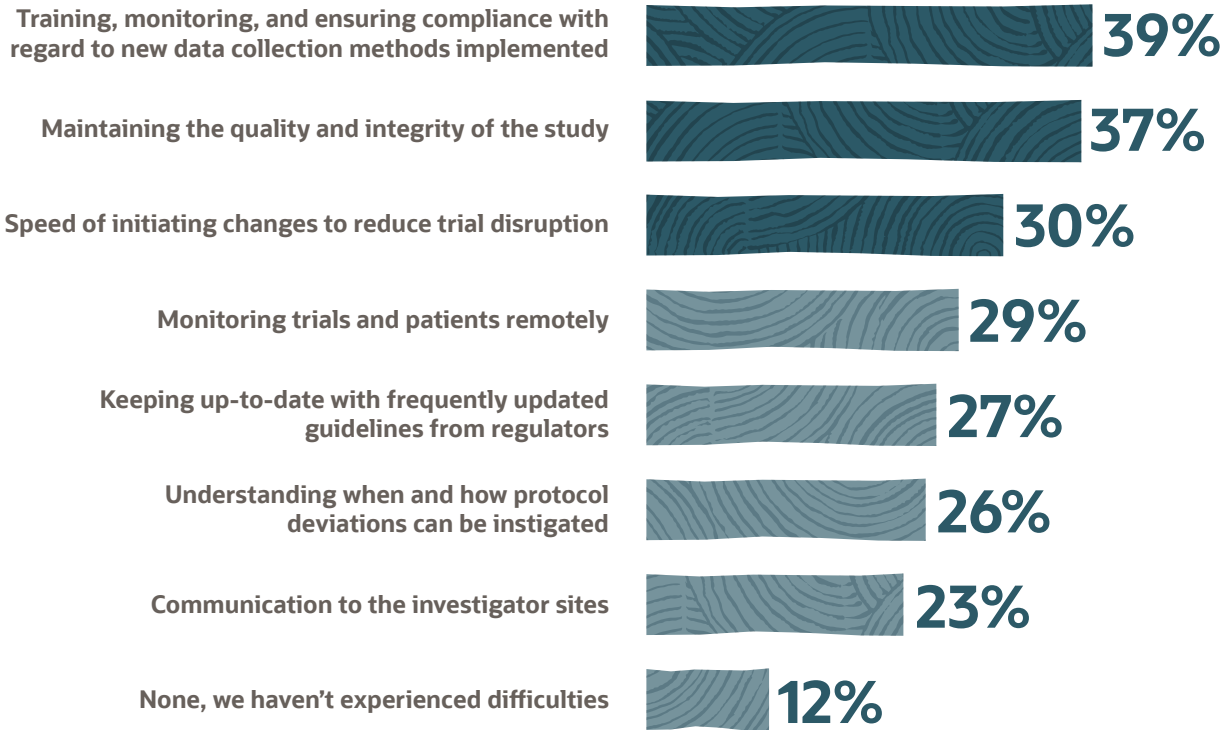 Training, monitoring, and ensuring compliance with
regard to new data collection methods implemented
39%
Maintaining the quality and integrity of the study
37%
Speed of initiating changes to reduce trial disruption
30%
Monitoring trials and patients remotely
29%
Keeping up-to-date with frequently updated
guidelines from regulators
27%
Understanding when and how protocol
deviations can be instigated
26%
Communication to the investigator sites
23%
None, we haven’t experienced difficulties
12%